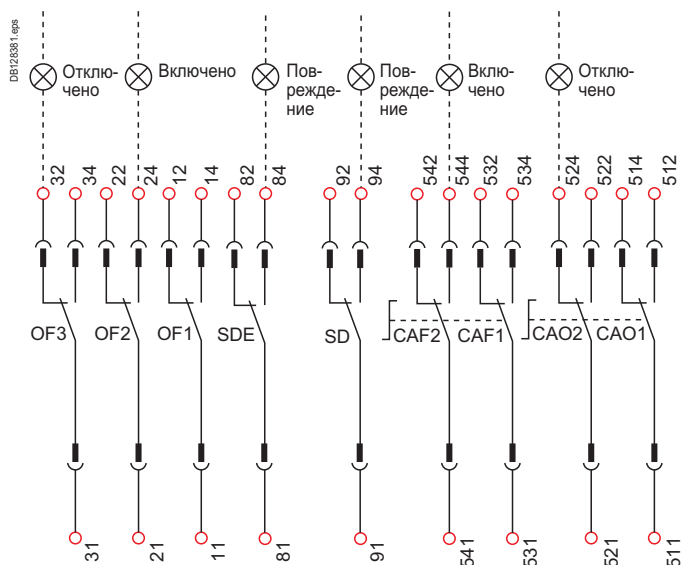 DB128381.eps
Отклю-
чено
Включено
Пов-
режде-
ние
Пов-
режде-
ние
Вклю-
чено
Отклю-
чено
32 34 22 24 12 14 82 84 92 94 542 544 532 534 524 522 514 512
OF3 OF2 OF1 SDE SD CAF2 CAF1 CAO2 CAO1
31 21 11 81 91 541 531 521 511